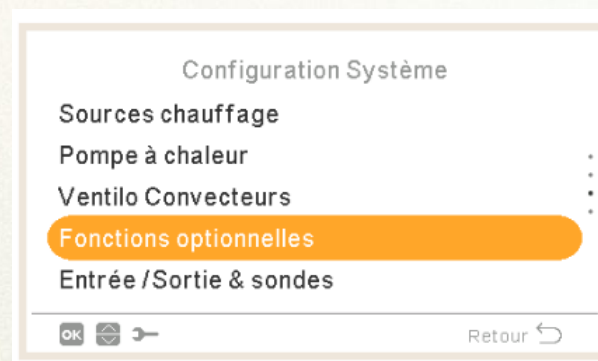 Configuration Système
Sources chauffage
Pompe à chaleur
Ventilo Convecteurs
Fonctions optionnelles
Entrée /Sortie & sondes
OK
Retour